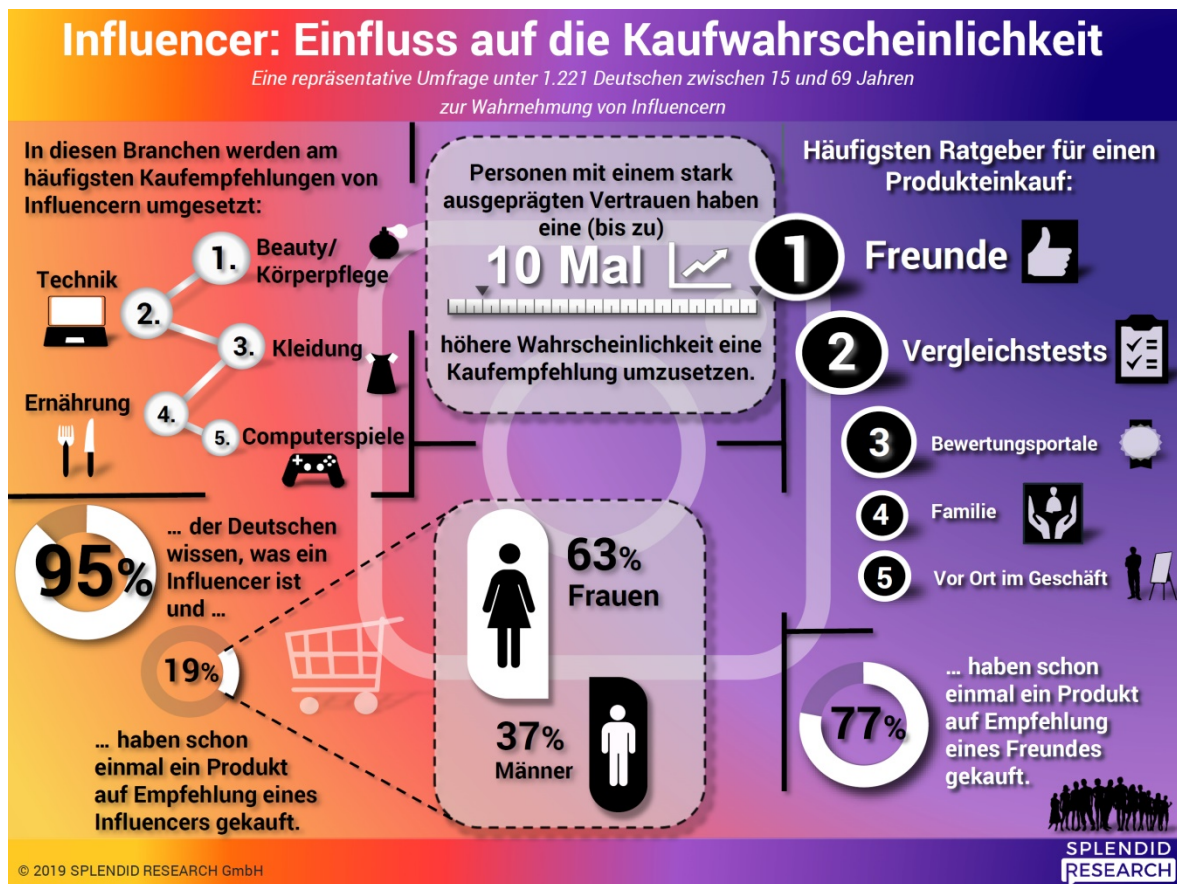 Influencer: Einfluss auf die Kaufwahrscheinlichkeit
Eine repräsentative Umfrage unter 1.221 Deutschen zwischen 15 und 69 Jahren
zur Wahrnehmung von Influencern
In diesen Branchen werden am
häufigsten Kaufempfehlungen von
Influencern umgesetzt:
1.
Beauty/
Körperpflege
Technik
2.
3.
Kleidung
Ernährung
4.
5.
Computerspiele
Personen mit einem stark
ausgeprägten Vertrauen haben
eine (bis zu)
10 Mal
höhere Wahrscheinlichkeit eine
Kaufempfehlung umzusetzen.
Häufigsten Ratgeber für einen
Produkteinkauf:
1
Freunde
2
Vergleichstests
3
Bewertungsportale
4
Familie
5
Vor Ort im Geschäft
95%
... der Deutschen
wissen, was ein
Influencer ist
und ...
19%
... haben schon
einmal ein Produkt
auf Empfehlung eines
Influencers gekauft.
63%
Frauen
37%
Männer
77%
... haben schon
einmal ein Produkt
auf Empfehlung
eines Freundes
gekauft.
© 2019 SPLENDID RESEARCH GmbH
SPLENDID
RESEARCH